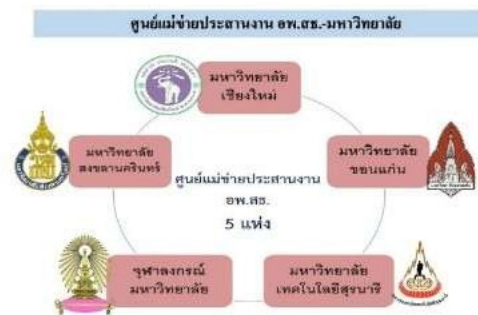 ศูนย์แม่ข่ายประสานงาน อพ.สธ.-มหาวิทยาลัย
มหาวิทยาลัย
เชียงใหม่
มหาวิทยาลัย
สงขลานครินทร์
มหาวิทยาลัย
ขอนแก่น
ศูนย์แม่ข่ายประสานงาน
อพ.สธ.
5 แห่ง
จุฬาลงกรณ์
มหาวิทยาลัย
มหาวิทยาลัย
เทคโนโลยีสุรนารี